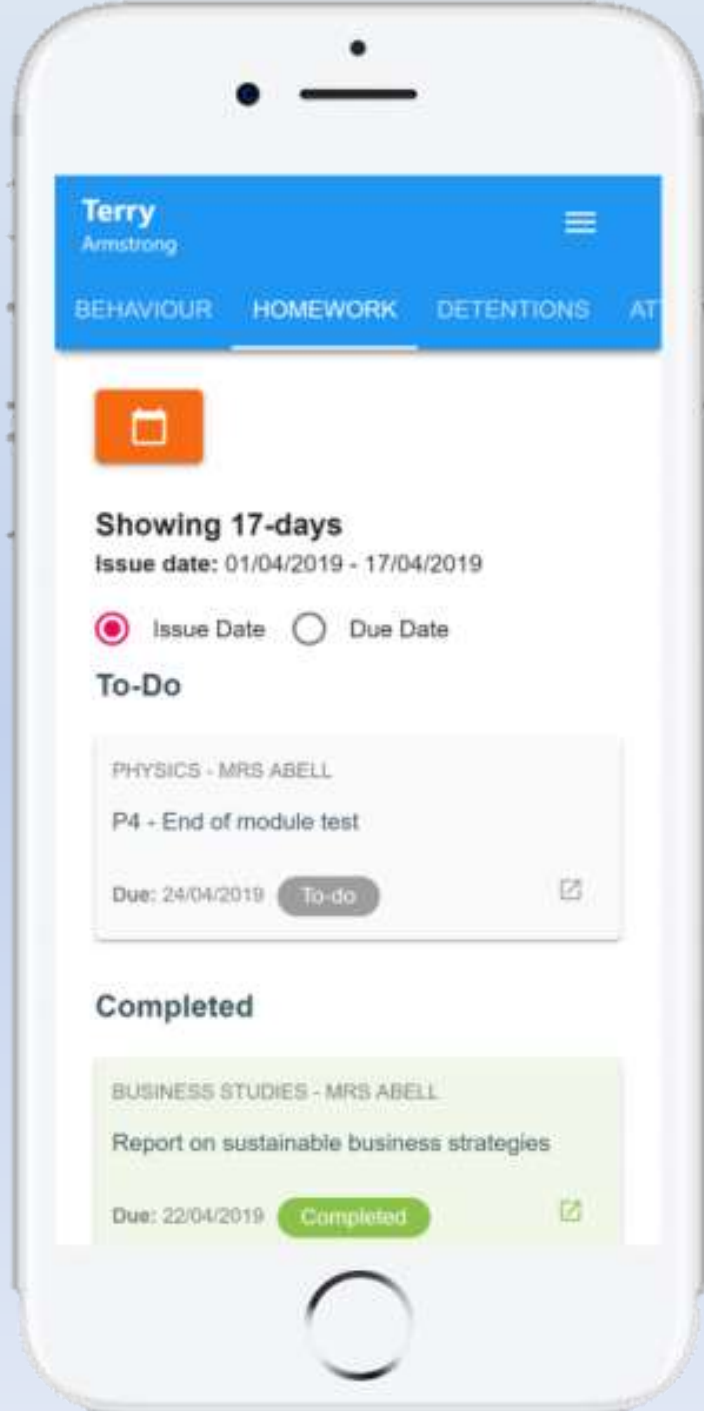 Terry
Armstrong
BEHAVIOUR HOMEWORK DETENTIONS AT
Showing 17-days
Issue date: 01/04/2019 - 17/04/2019
Issue Date Due Date
To-Do
PHYSICS - MRS ABELL
P4 - End of module test
Due: 24/04/2019 To-do
Completed
BUSINESS STUDIES - MRS ABELL
Report on sustainable business strategies
Due: 22/04/2019 Completed